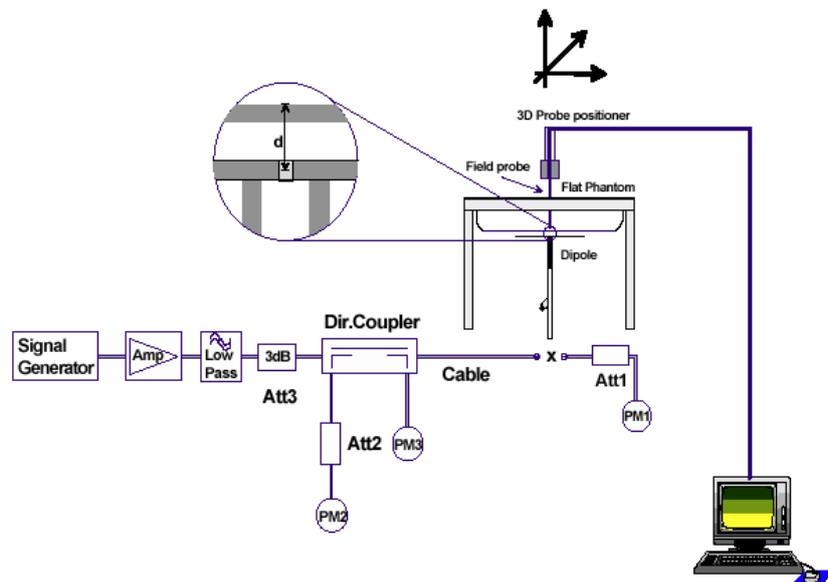 3D Probe positioner
d
Field probe
Flat Phantom
Dipole
Dir.Coupler
Signal
Generator
Amp
Low
Pass
3dB
Cable
x
Att1
Att3
PM1
Att2
PM3
PM2